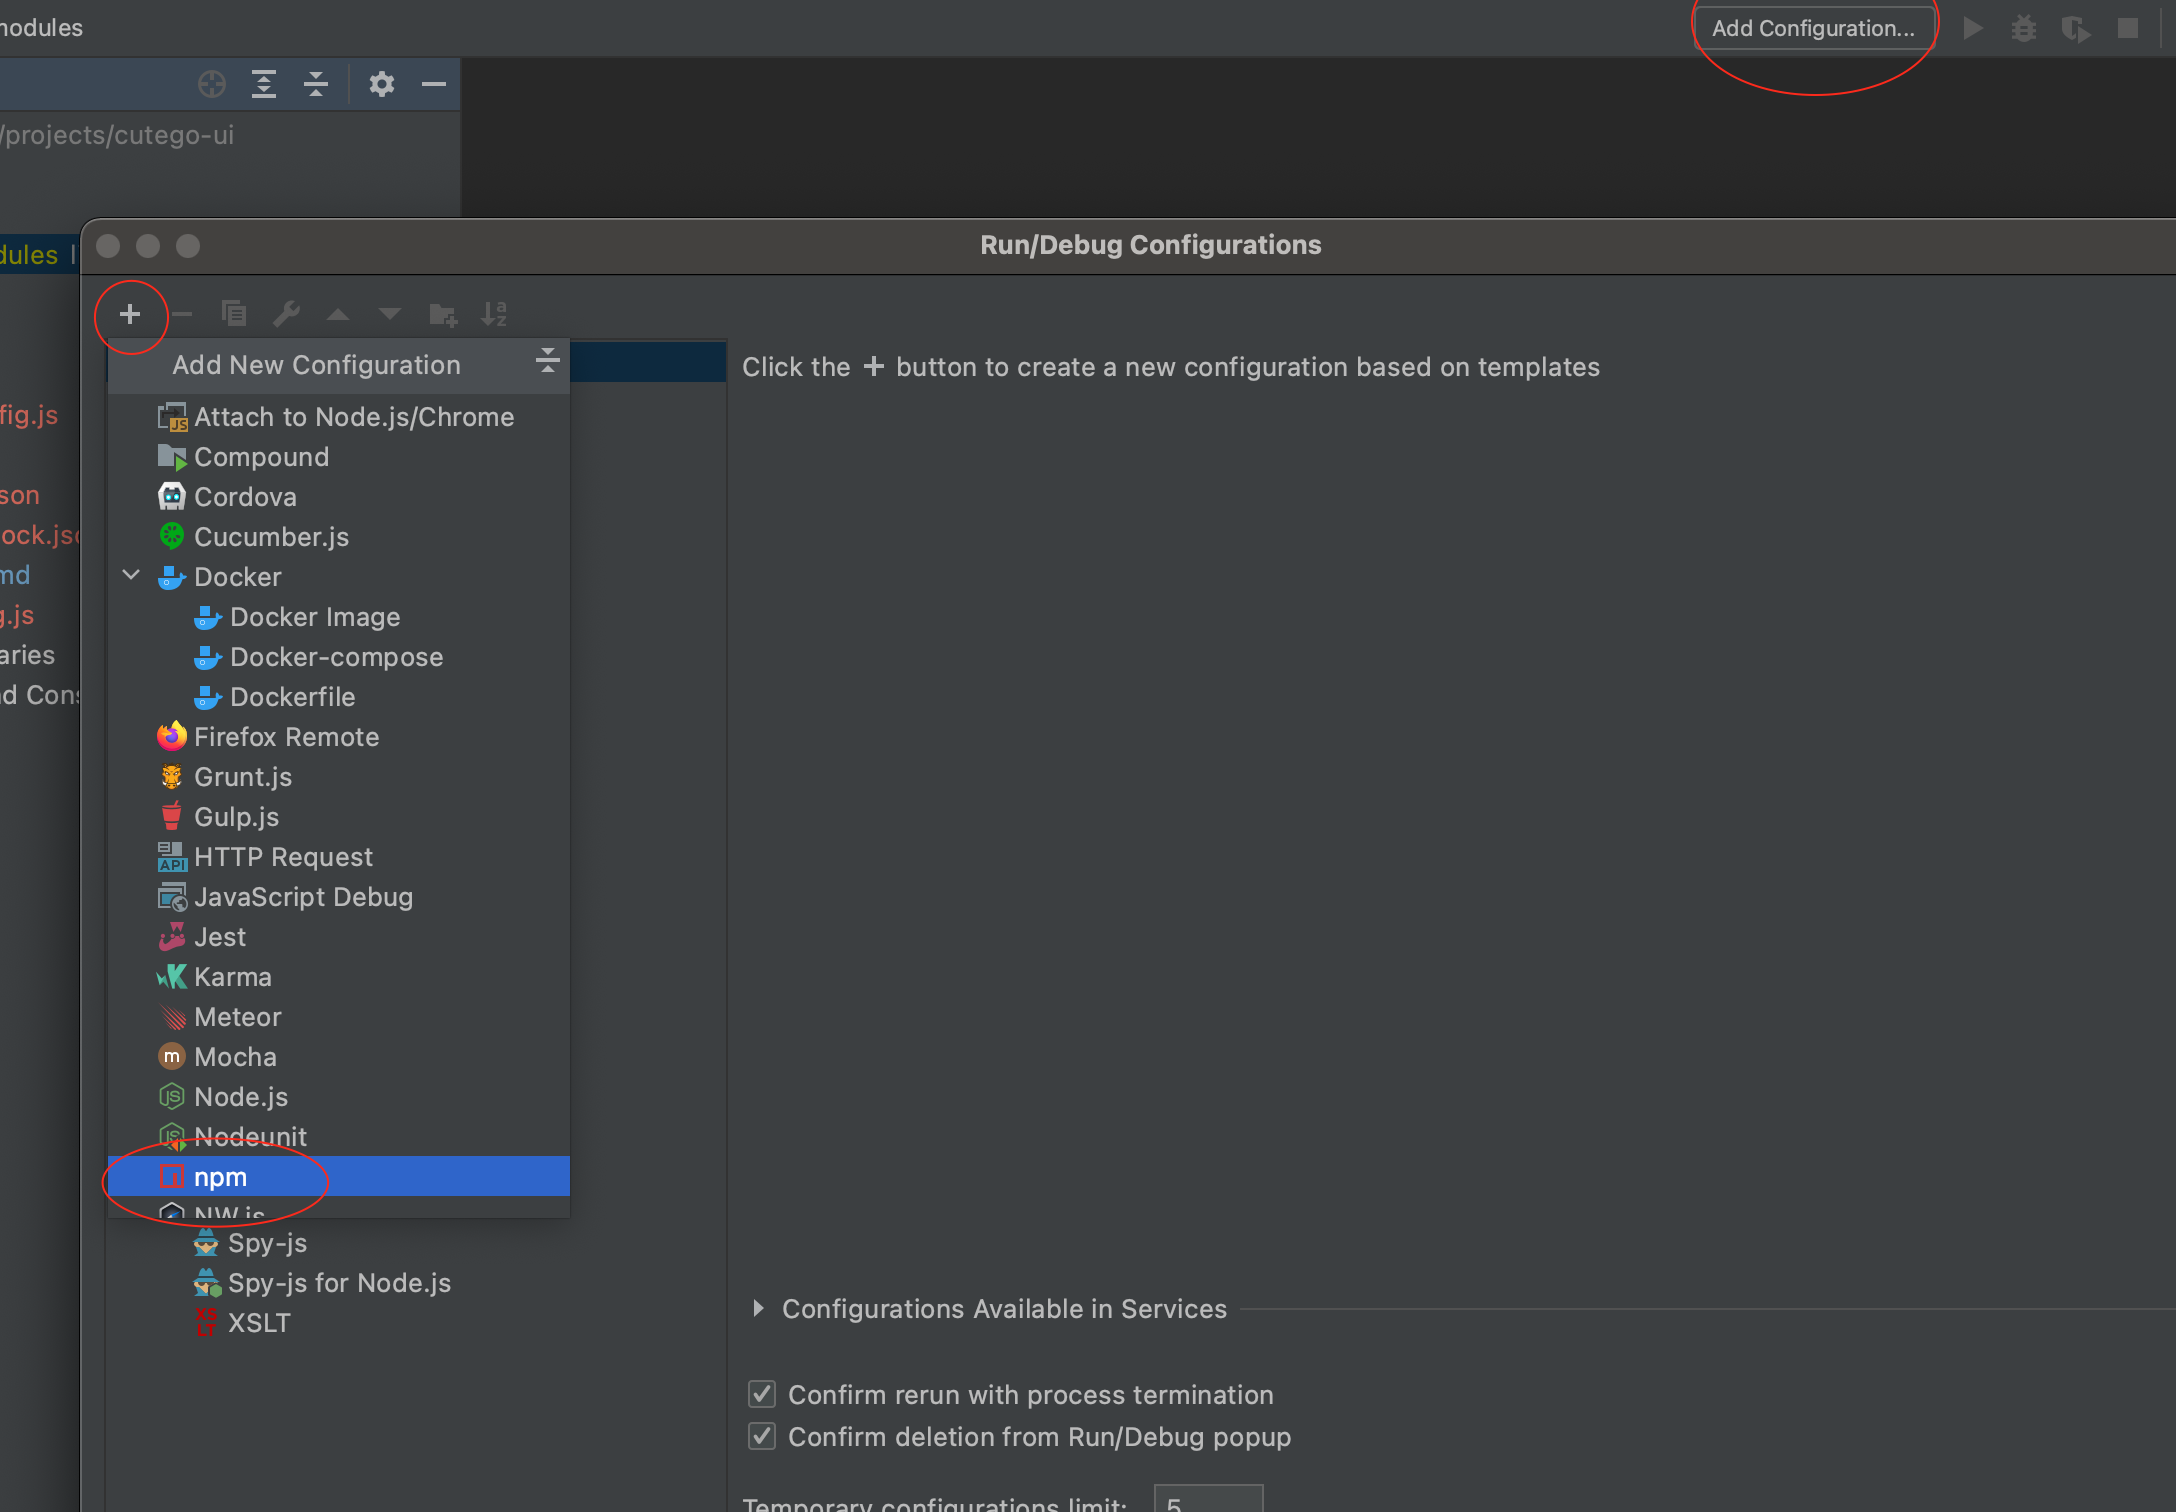 nodules
Add Configuration...
/projects/cutego-ui
dules l
Run/Debug Configurations
Add New Configuration
Click the + button to create a new configuration based on templates
Attach to Node.js/Chrome
fig.js
Compound
son
Cordova
ock.jso
Cucumber.js
md
Docker
g.js
Docker Image
aries
Docker-compose
nd Cons
Dockerfile
Firefox Remote
Grunt.js
Gulp.js
API HTTP Request
JavaScript Debug
Jest
Karma
Meteor
m Mocha
JS Node.js
Nodeunit
npm
NW.js
Spy-js
Spy-js for Node.js
XSLT
Configurations Available in Services
Confirm rerun with process termination
Confirm deletion from Run/Debug popup
Temporary configurations limit: 5